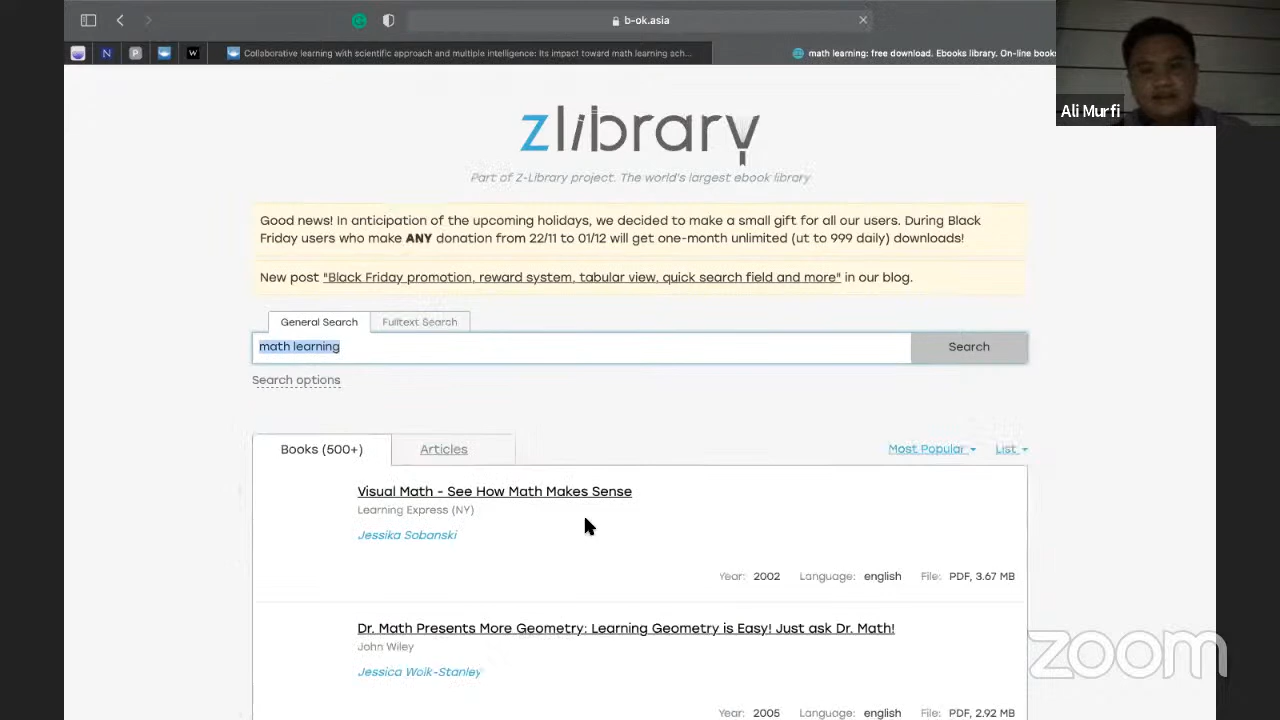 b-ok.asia
N
P
W
Collaborative learning with scientific approach and multiple intelligence: Its impact toward math learning ach...
math learning: free download. Ebooks library. On-line books
Ali Murfi
zlibrary
Part of Z-Library project. The world's largest ebook library
Good news! In anticipation of the upcoming holidays, we decided to make a small gift for all our users. During Black
Friday users who make ANY donation from 22/11 to 01/12 will get one-month unlimited (ut to 999 daily) downloads!
New post "Black Friday promotion, reward system, tabular view, quick search field and more" in our blog.
General Search
Fulltext Search
math learning
Search
Search options
Books (500+)
Articles
Most Popular
List
Visual Math - See How Math Makes Sense
Learning Express (NY)
Jessika Sobanski
Year: 2002 Language: english File: PDF, 3.67 MB
Dr. Math Presents More Geometry: Learning Geometry is Easy! Just ask Dr. Math!
John Wiley
Jessica Wolk-Stanley
Year: 2005 Language: english File: PDF, 2.92 MB
zoom